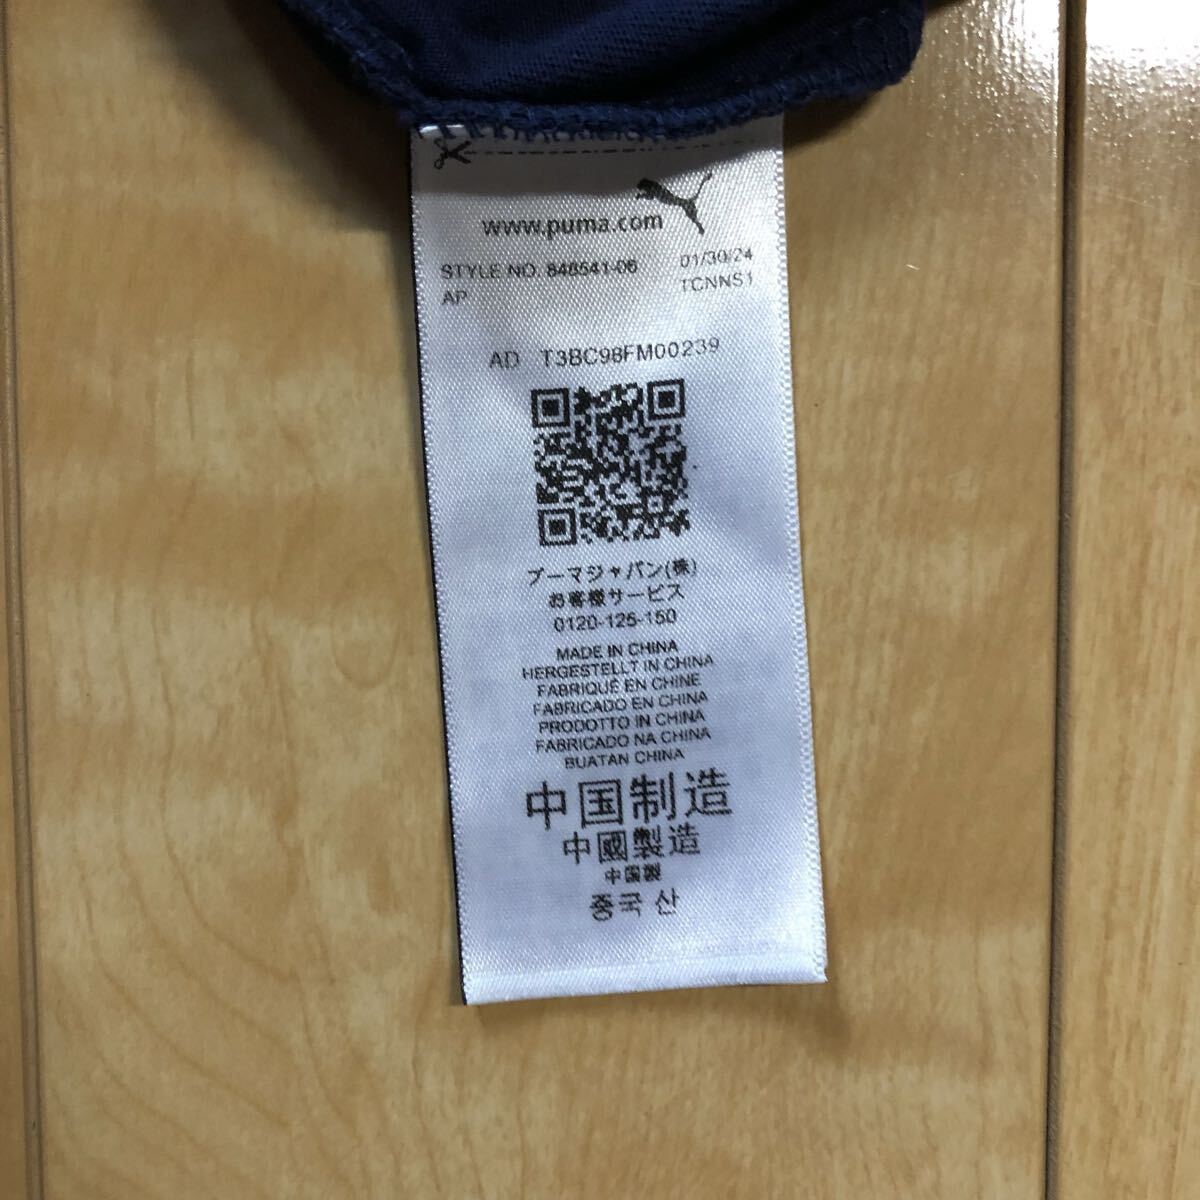 www.puma.com
STYLE NO. 848541-06 01/30/24
AP TCNNS1
AD T3BC98FM00239
プーマジャパン(株)
お客様サービス
0120-125-150
MADE IN CHINA
HERGESTELLT IN CHINA
FABRIQUÉ EN CHINE
FABRICADO EN CHINA
PRODOTTO IN CHINA
FABRICADO NA CHINA
BUATAN CHINA
中国制造
中國製造
中国製
중국 산